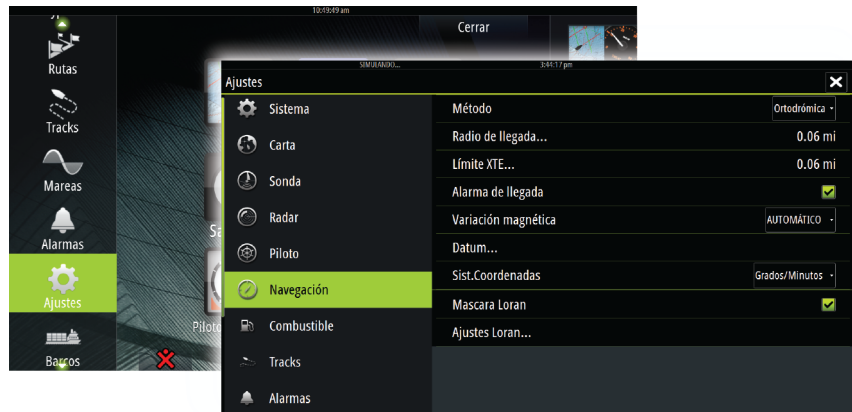 10:49:49 am
Cerrar
Rutas
Tracks
Mareas
Alarmas
Ajustes
Barcos
Piloto
SIMULANDO...
3:44:17 pm
Ajustes
Sistema
Carta
Sonda
Radar
Piloto
Navegación
Combustible
Tracks
Alarmas
Método
Ortodrómica
Radio de llegada...
0.06 mi
Límite XTE...
0.06 mi
Alarma de llegada
Variación magnética
AUTOMÁTICO
Datum...
Sist.Coordenadas
Grados/Minutos
Mascara Loran
Ajustes Loran...